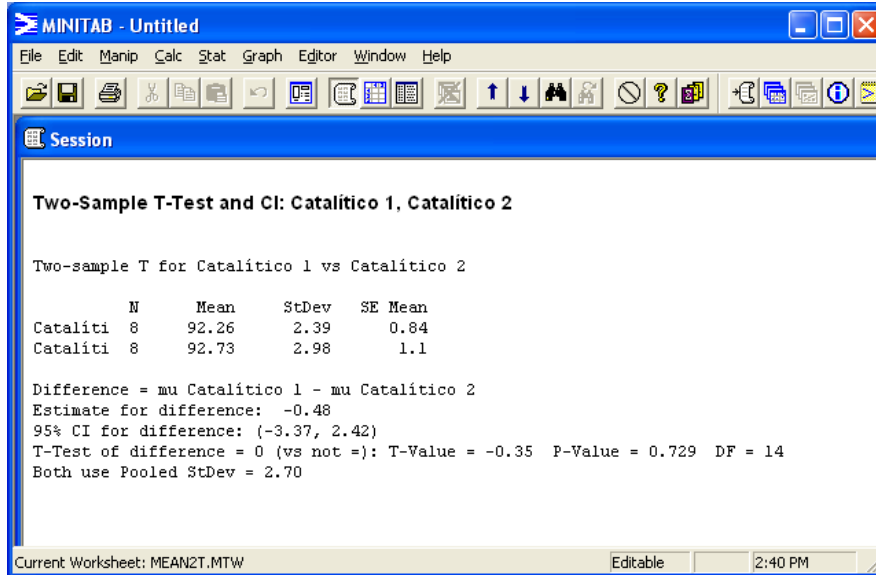 MINITAB - Untitled
File Edit Manip Calc Stat Graph Editor Window Help
Session
Two-Sample T-Test and CI: Catalítico 1, Catalítico 2
Two-sample T for Catalítico 1 vs Catalítico 2
N Mean StDev SE Mean
Catalíti 8 92.26 2.39 0.84
Catalíti 8 92.73 2.98 1.1
Difference = mu Catalítico 1 - mu Catalítico 2
Estimate for difference: -0.48
95% CI for difference: (-3.37, 2.42)
T-Test of difference = 0 (vs not =): T-Value = -0.35 P-Value = 0.729 DF = 14
Both use Pooled StDev = 2.70
Current Worksheet: MEAN2T.MTW Editable 2:40 PM